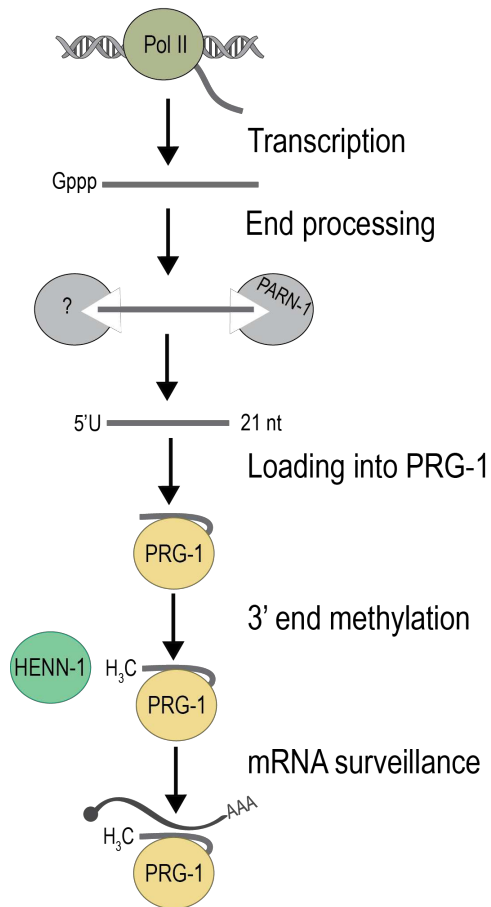 Pol II
Transcription
Gppp
End processing
?
PARN-1
5'U
21 nt
Loading into PRG-1
PRG-1
3' end methylation
HENN-1
H₃C
PRG-1
mRNA surveillance
AAA
H₃C
PRG-1